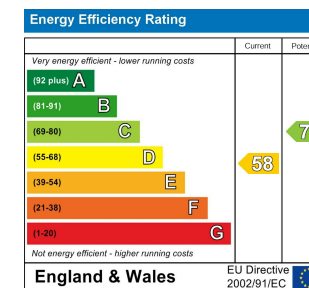 Energy Efficiency Rating
Current
Very energy efficient - lower running costs
(92 plus) A
(81-91) B
(69-80) C
(55-68) D
58
(39-54) E
(21-38) F
(1-20) G
Not energy efficient - higher running costs
England & Wales
EU Directive
2002/91/EC